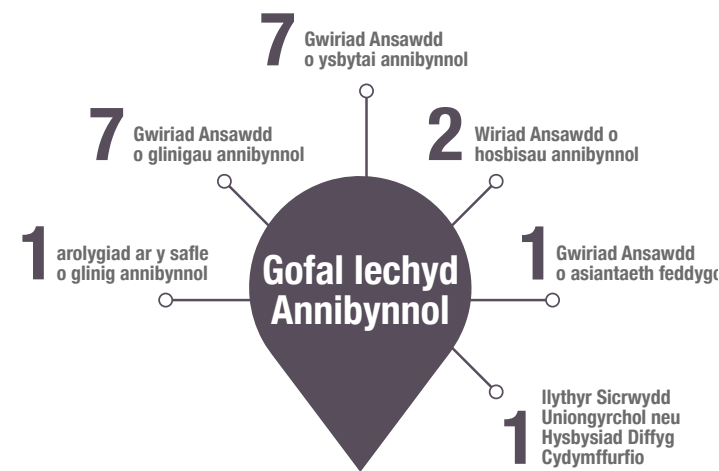 7 Gwiriad Ansawdd
o ysbytai annibynnol
7 Gwiriad Ansawdd
o glinigau annibynnol
2 Wiriad Ansawdd o
hosbisau annibynnol
1 arolygiad ar y safle
o glinig annibynnol
1 Gwiriad Ansawdd
o asiantaeth
Gofal Iechyd
Annibynnol
1 llythyr Sicrwydd
Uniongyrchol neu
Hysbysiad Diffyg
Cydymffurfio